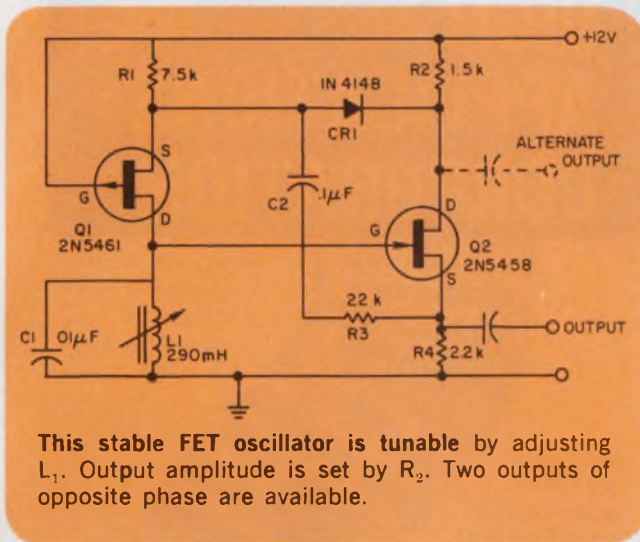 +12V
R1 7.5k
R2 1.5k
IN 4148
CR1
ALTERNATE
OUTPUT
S
G
D
Q1
2N5461
C2
.1µF
D
G
Q2
2N5458
S
22 k
R3
OUTPUT
C1 .01µF
L1
290mH
R4 2.2k
This stable FET oscillator is tunable by adjusting
L₁. Output amplitude is set by R₂. Two outputs of
opposite phase are available.